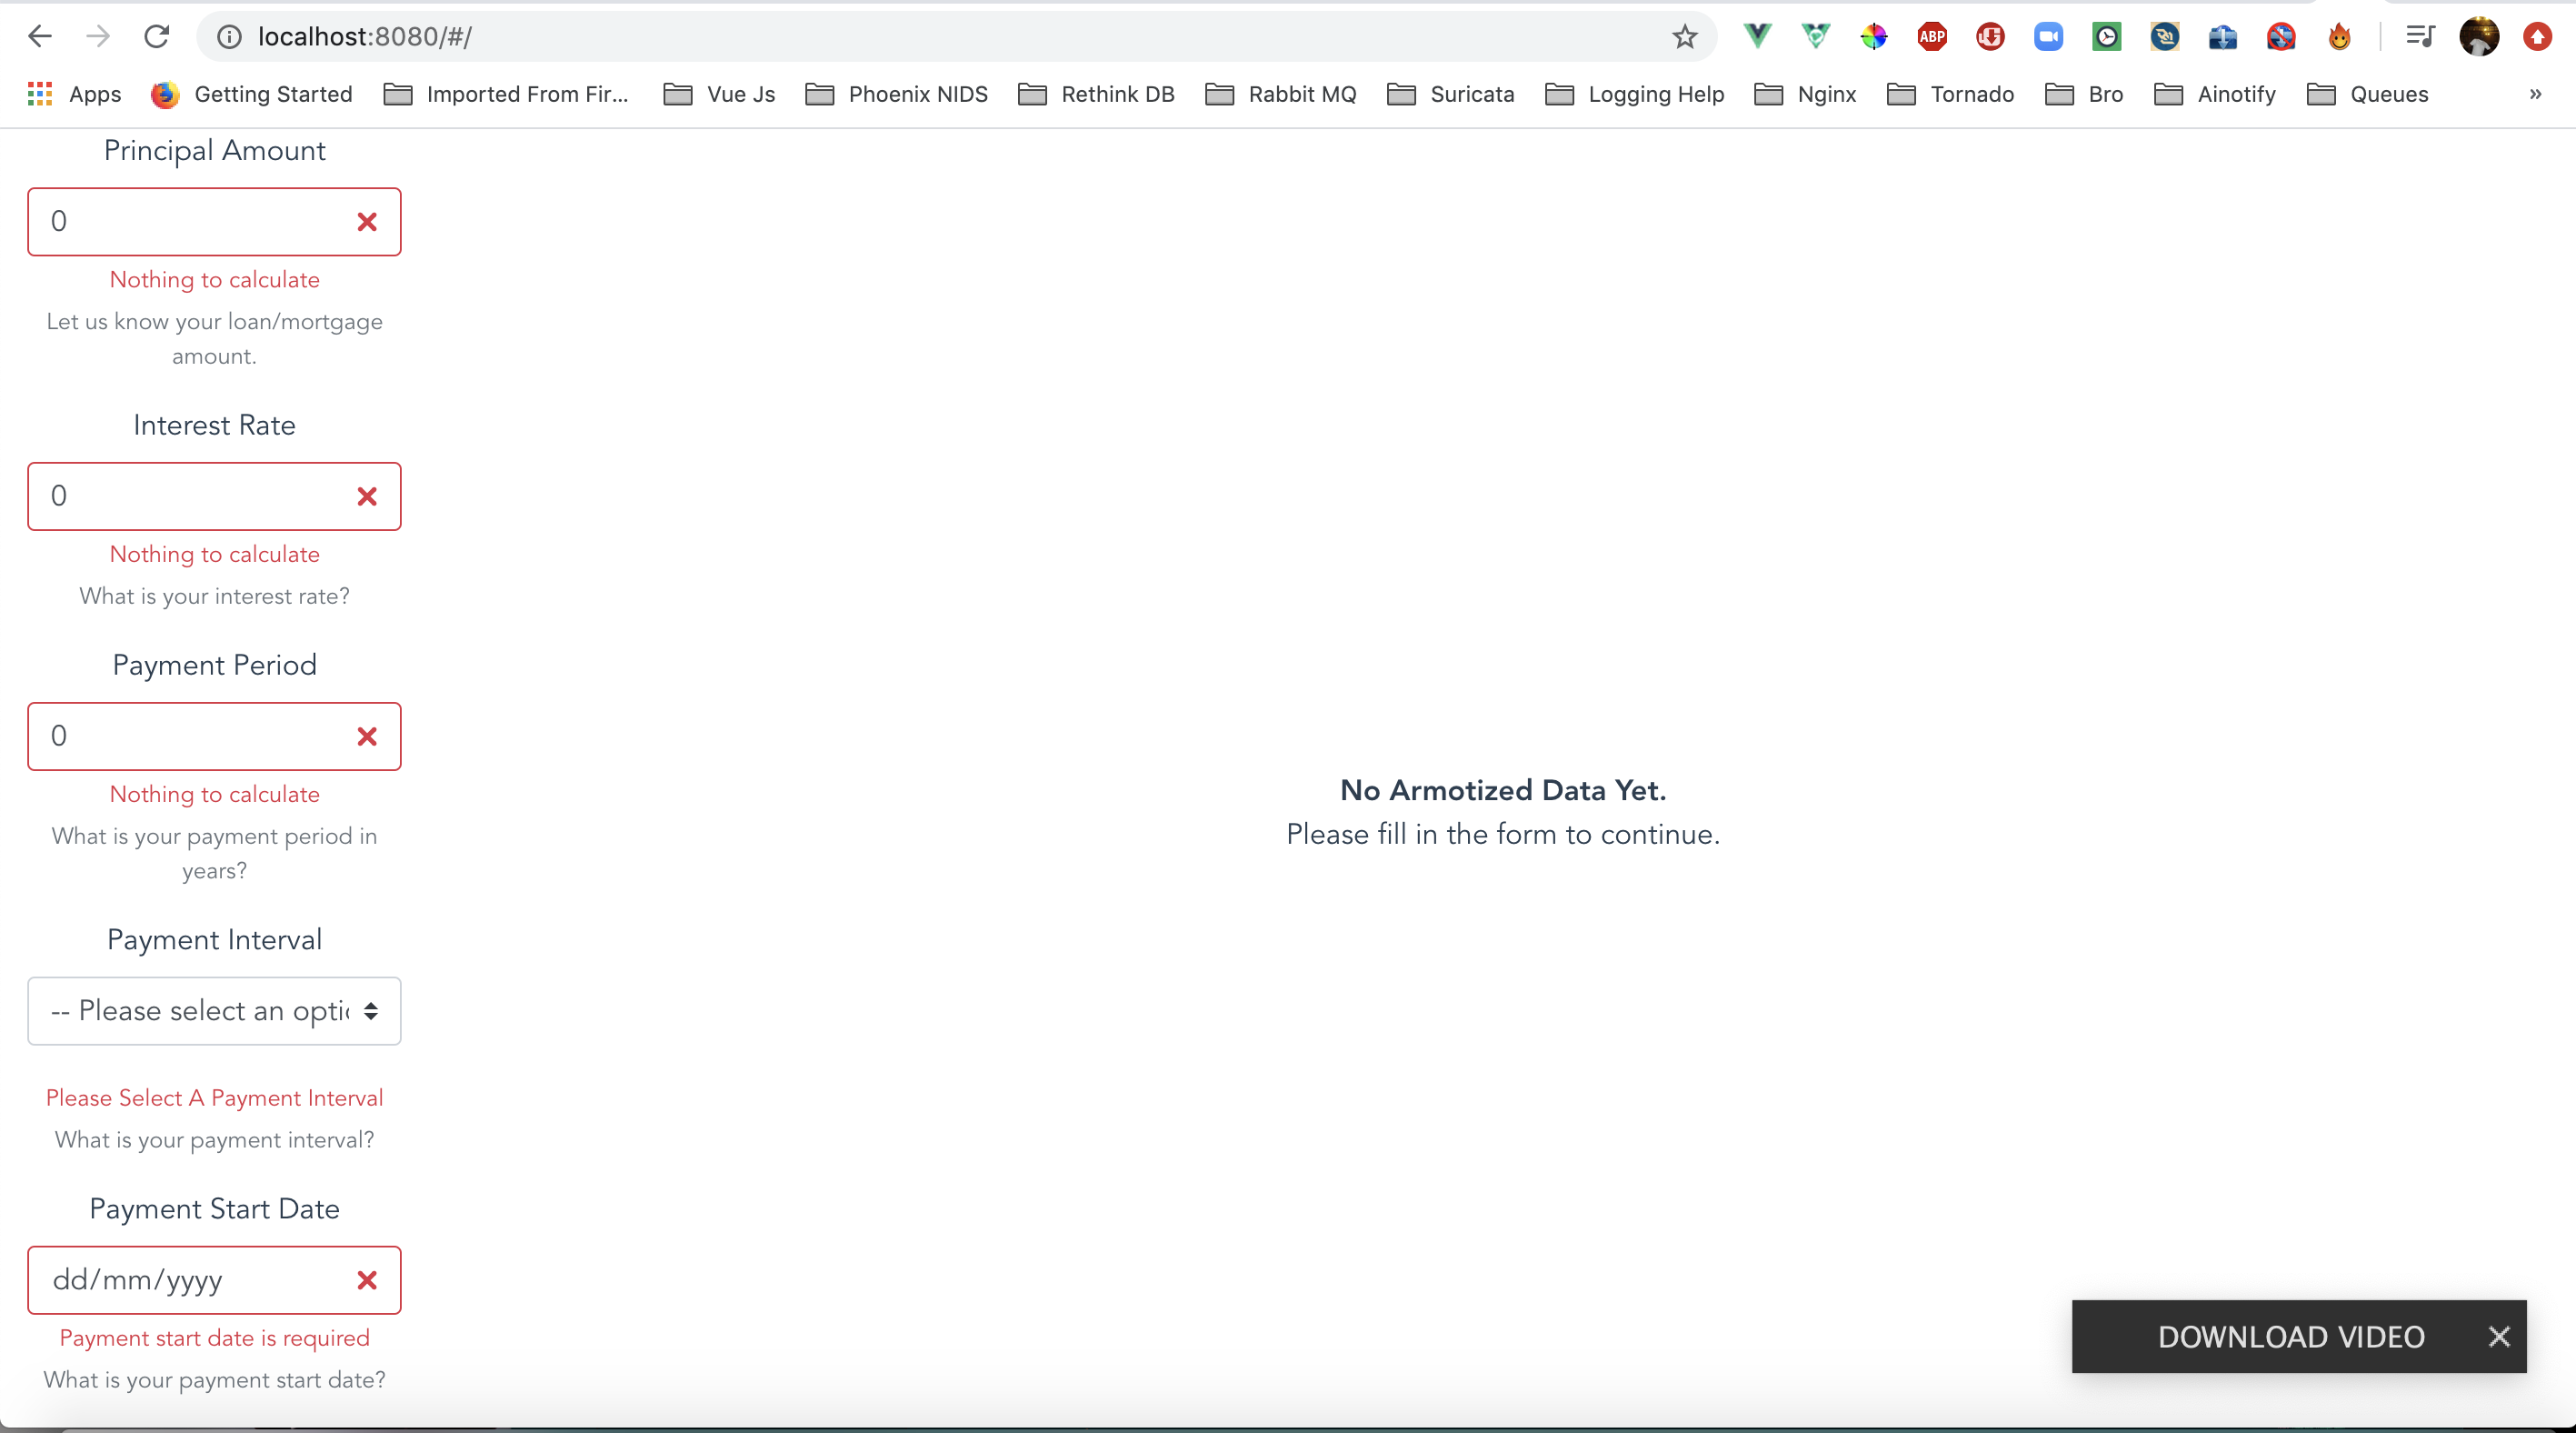 localhost:8080/#/
ABP
Apps Getting Started Imported From Fir... Vue Js Phoenix NIDS Rethink DB Rabbit MQ Suricata Logging Help Nginx Tornado Bro Ainotify Queues »
Principal Amount
0
Nothing to calculate
Let us know your loan/mortgage
amount.
Interest Rate
0
Nothing to calculate
What is your interest rate?
Payment Period
0
Nothing to calculate
What is your payment period in
years?
Payment Interval
-- Please select an optic
Please Select A Payment Interval
What is your payment interval?
Payment Start Date
dd/mm/yyyy
Payment start date is required
What is your payment start date?
No Armotized Data Yet.
Please fill in the form to continue.
DOWNLOAD VIDEO